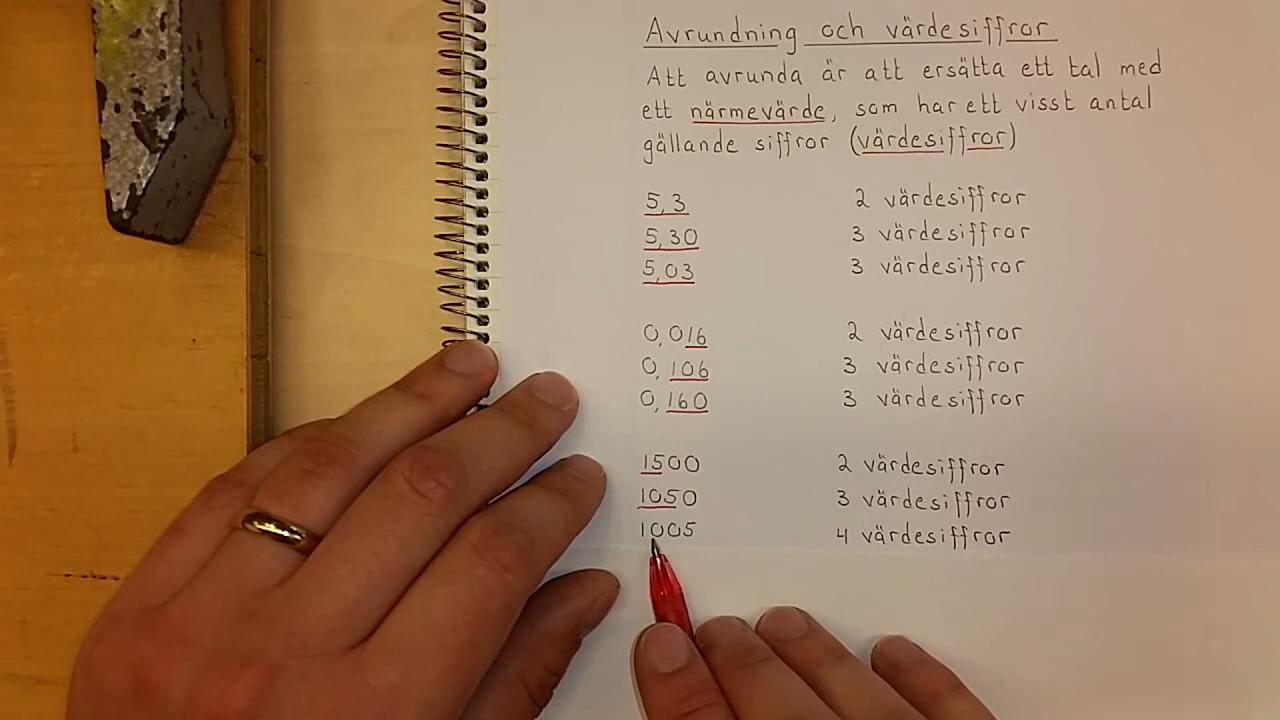 Avrundning och värdesiffror
Att avrunda är att ersätta ett tal med
ett närmevärde, som har ett visst antal
gällande siffror (värdesiffror)
5,3 2 värdesiffror
5,30 3 värdesiffror
5,03 3 värdesiffror
0,016 2 värdesiffror
0,106 3 värdesiffror
0,160 3 värdesiffror
1500 2 värdesiffror
1050 3 värdesiffror
1005 4 värdesiffror